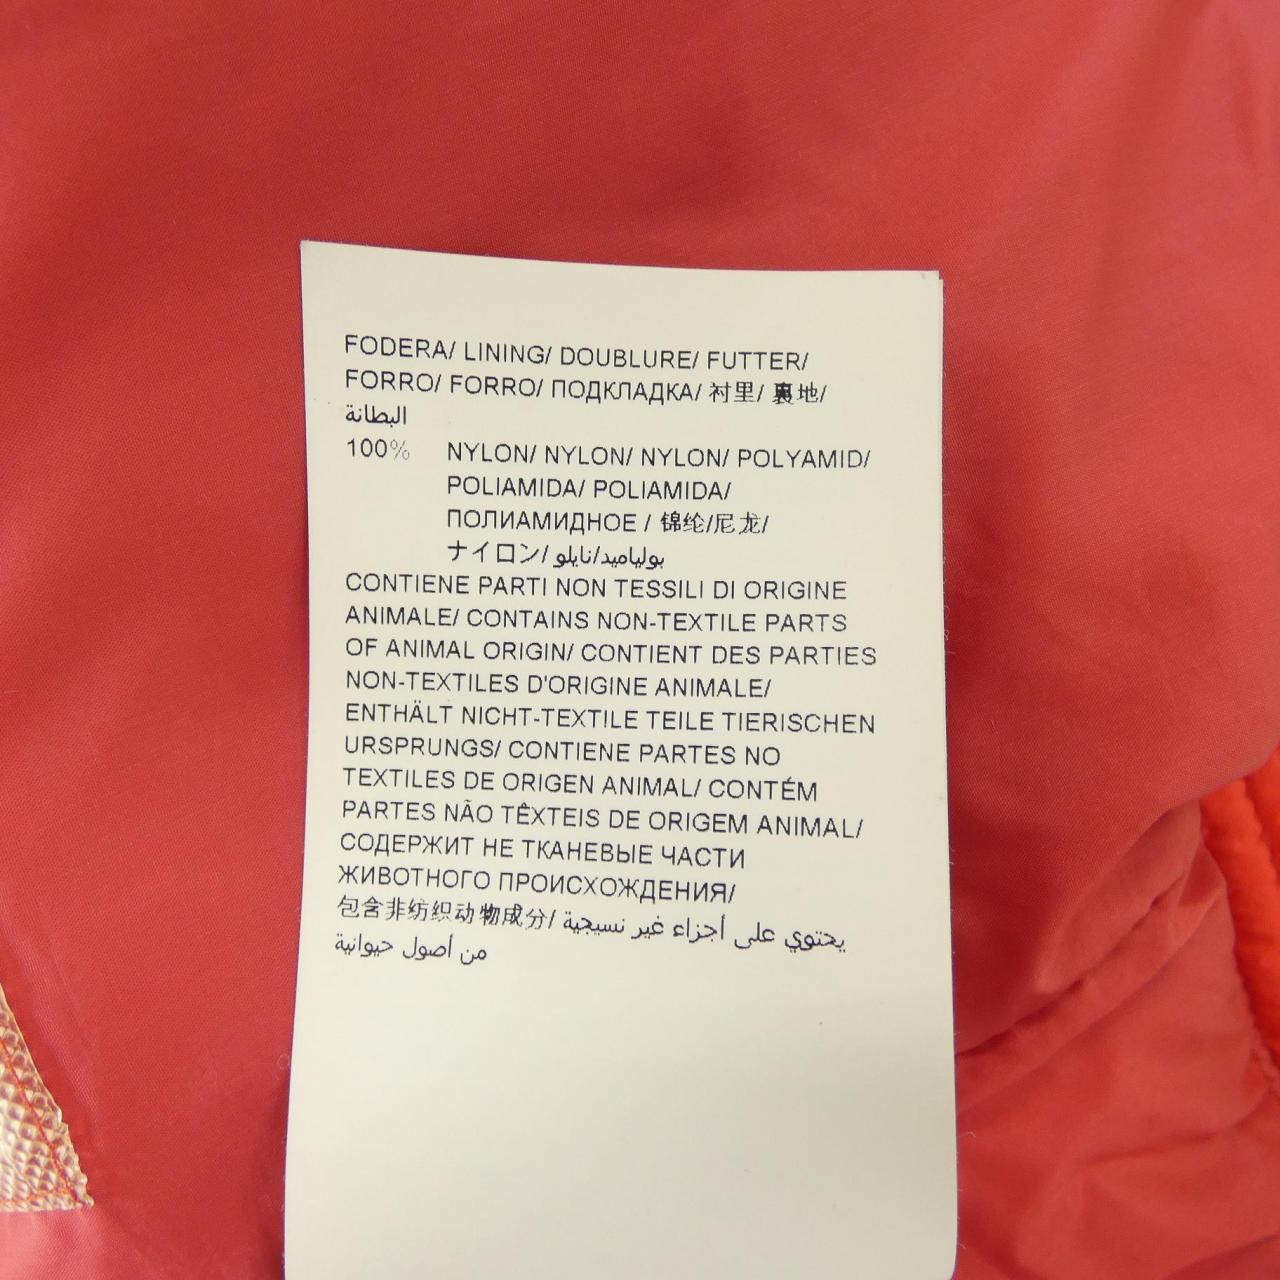 FODERA/ LINING/ DOUBLURE/ FUTTER/
FORRO/ FORRO/ ПОДКЛАДКА/ 衬里/ 裏地/
البطانة
100% NYLON/ NYLON/ NYLON/ POLYAMID/
POLIAMIDA/ POLIAMIDA/
ПОЛИАМИДНОЕ / 锦纶/尼龙/
ナイロン/ بولياميد/نايلو
CONTIENE PARTI NON TESSILI DI ORIGINE
ANIMALE/ CONTAINS NON-TEXTILE PARTS
OF ANIMAL ORIGIN/ CONTIENT DES PARTIES
NON-TEXTILES D'ORIGINE ANIMALE/
ENTHÄLT NICHT-TEXTILE TEILE TIERISCHEN
URSPRUNGS/ CONTIENE PARTES NO
TEXTILES DE ORIGEN ANIMAL/ CONTÉM
PARTES NÃO TÊXTEIS DE ORIGEM ANIMAL/
СОДЕРЖИТ НЕ ТКАНЕВЫЕ ЧАСТИ
ЖИВОТНОГО ПРОИСХОЖДЕНИЯ/
包含非纺织动物成分/ يحتوي على أجزاء غير نسيجية
من أصول حيوانية